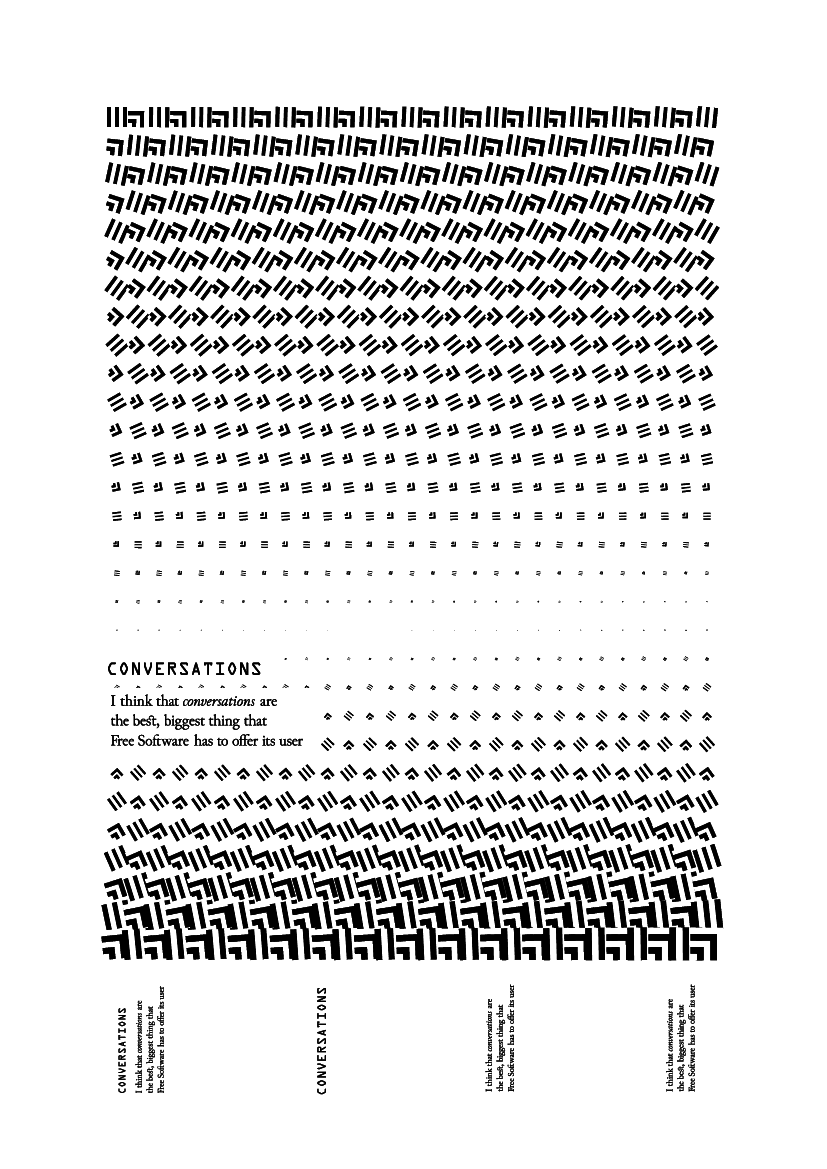 CONVERSATIONS
I think that conversations are
the best, biggest thing that
Free Software has to offer its user
CONVERSATIONS
I think that conversations are
the best, biggest thing that
Free Software has to offer its user
CONVERSATIONS
I think that conversations are
the best, biggest thing that
Free Software has to offer its user
I think that conversations are
the best, biggest thing that
Free Software has to offer its user